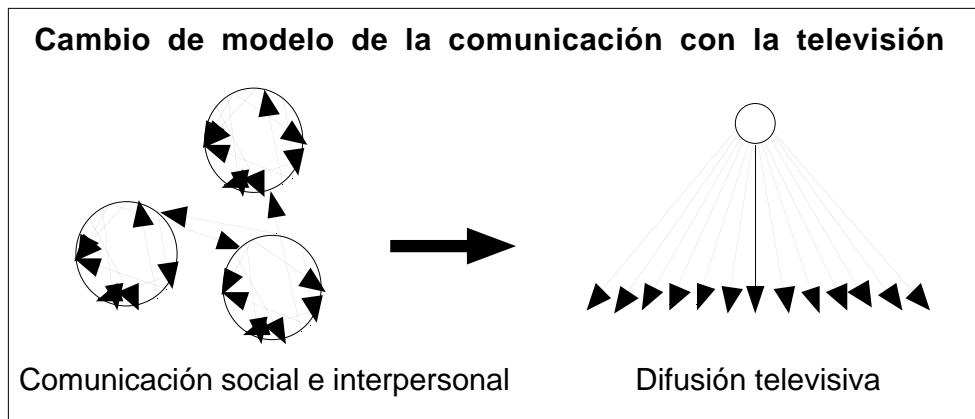 Cambio de modelo de la comunicación con la televisión
Comunicación social e interpersonal
Difusión televisiva